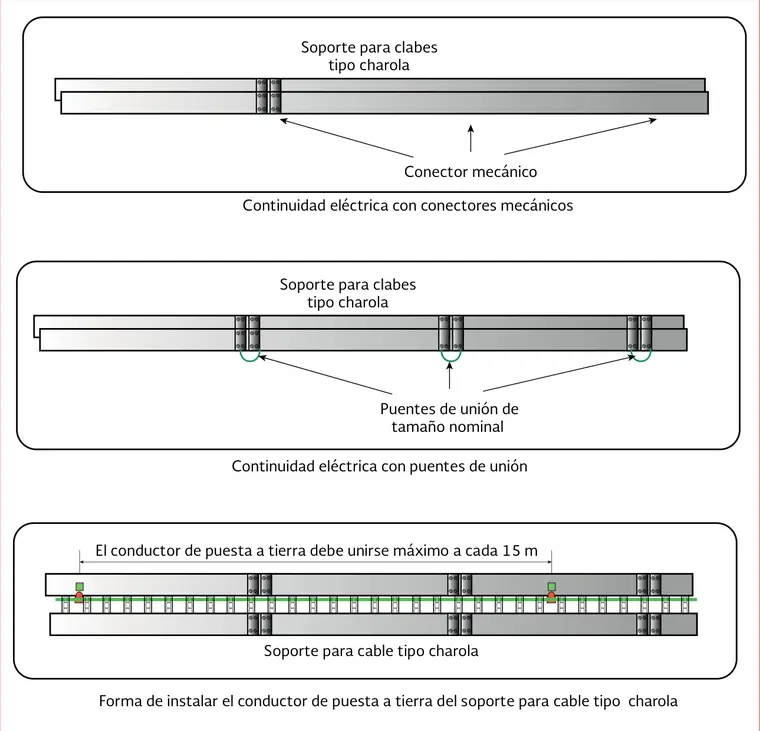 Soporte para clabes
tipo charola
Conector mecánico
Continuidad eléctrica con conectores mecánicos
Soporte para clabes
tipo charola
Puentes de unión de
tamaño nominal
Continuidad eléctrica con puentes de unión
El conductor de puesta a tierra debe unirse máximo a cada 15 m
Soporte para cable tipo charola
Forma de instalar el conductor de puesta a tierra del soporte para cable tipo charola